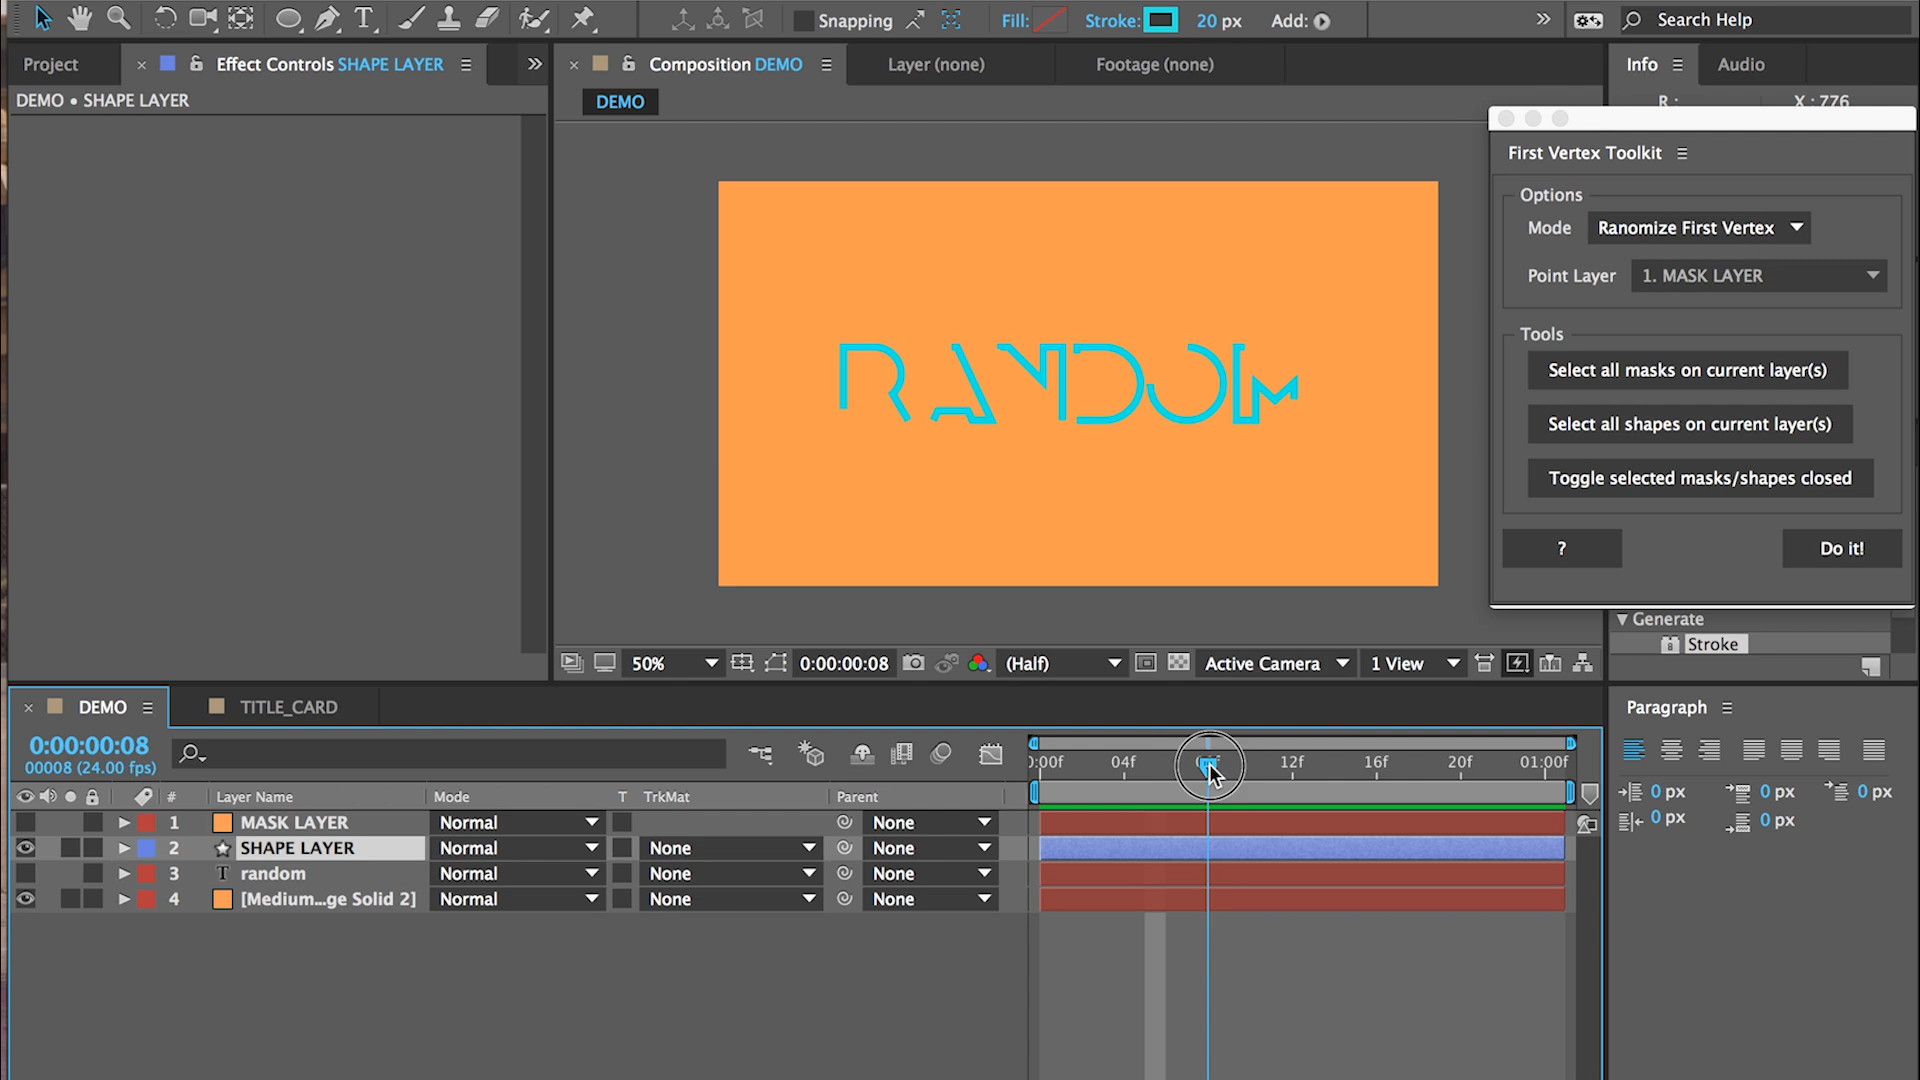 Snapping
Fill:
Stroke:
20 px
Add:
Search Help
Project
Effect Controls SHAPE LAYER
Composition DEMO
Layer (none)
Footage (none)
Info
Audio
DEMO • SHAPE LAYER
DEMO
R :
X : 776
First Vertex Toolkit
Options
Mode
Ranomize First Vertex
Point Layer
1. MASK LAYER
Tools
Select all masks on current layer(s)
Select all shapes on current layer(s)
Toggle selected masks/shapes closed
?
Do it!
RANDOM
Generate
Stroke
50%
0:00:00:08
(Half)
Active Camera
1 View
DEMO
TITLE_CARD
Paragraph
0:00:00:08
00008 (24.00 fps)
04f
12f
16f
20f
01:00f
# Layer Name Mode T TrkMat Parent
1 MASK LAYER Normal None
2 SHAPE LAYER Normal None None
3 random Normal None None
4 [Medium...ge Solid 2] Normal None None
0 px 0 px 0 px
0 px 0 px